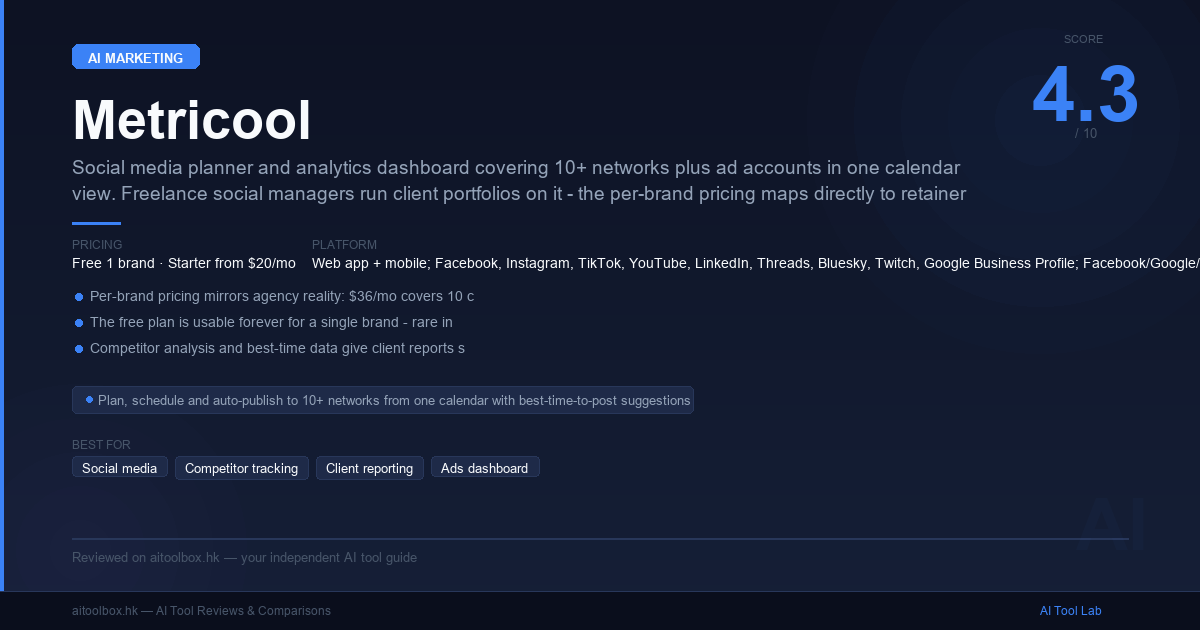 AI MARKETING
SCORE
4.3
/ 10
Metricool
Social media planner and analytics dashboard covering 10+ networks plus ad accounts in one calendar
view. Freelance social managers run client portfolios on it - the per-brand pricing maps directly to retainer
PRICING
Free 1 brand · Starter from $20/mo
PLATFORM
Web app + mobile; Facebook, Instagram, TikTok, YouTube, LinkedIn, Threads, Bluesky, Twitch, Google Business Profile; Facebook/Google/
Per-brand pricing mirrors agency reality: $36/mo covers 10 c
The free plan is usable forever for a single brand - rare in
Competitor analysis and best-time data give client reports s
Plan, schedule and auto-publish to 10+ networks from one calendar with best-time-to-post suggestions
BEST FOR
Social media
Competitor tracking
Client reporting
Ads dashboard
AI
Reviewed on aitoolbox.hk — your independent AI tool guide
aitoolbox.hk — AI Tool Reviews & Comparisons
AI Tool Lab